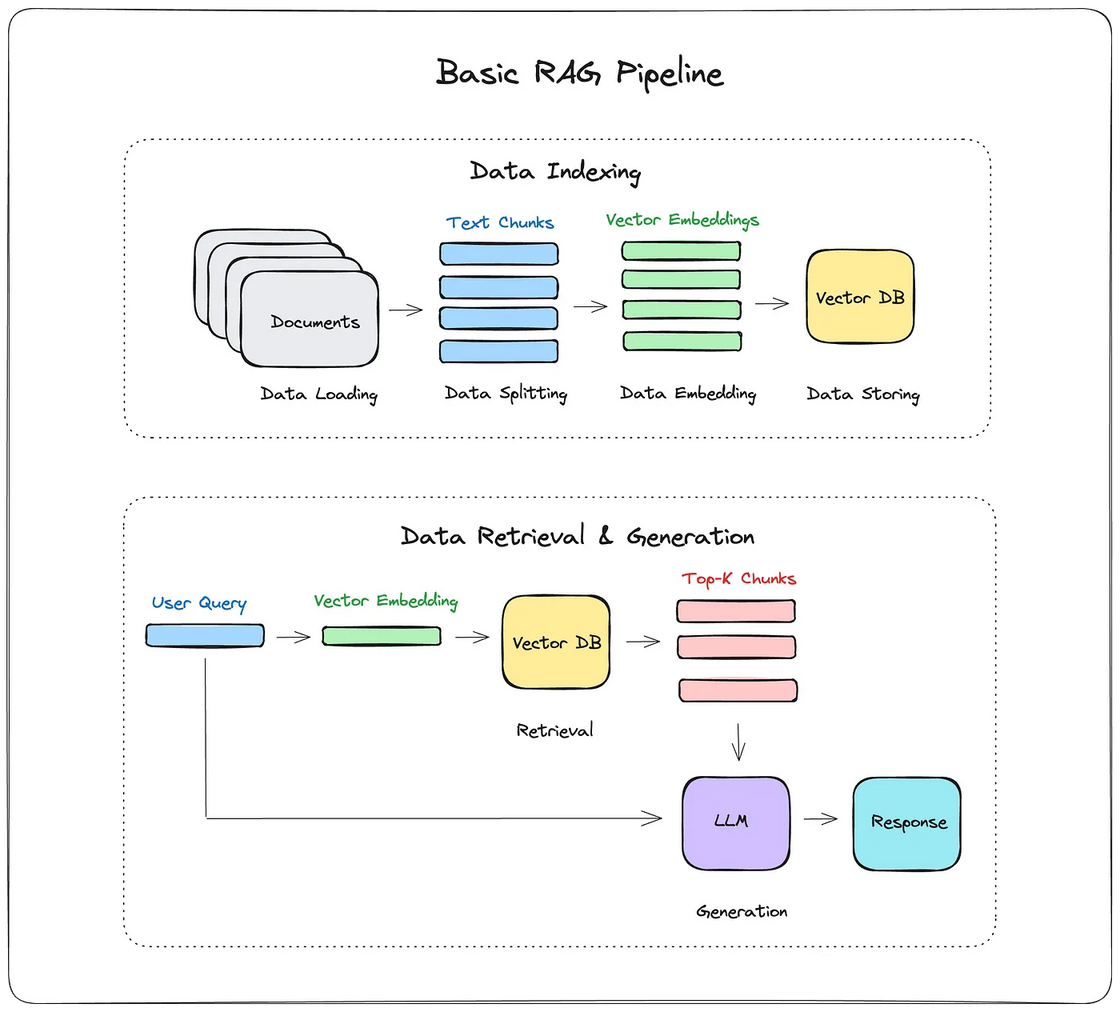 Basic RAG Pipeline
Data Indexing
Text Chunks
Vector Embeddings
Documents
Vector DB
Data Loading
Data Splitting
Data Embedding
Data Storing
Data Retrieval & Generation
User Query
Vector Embedding
Top-K Chunks
Vector DB
Retrieval
LLM
Response
Generation